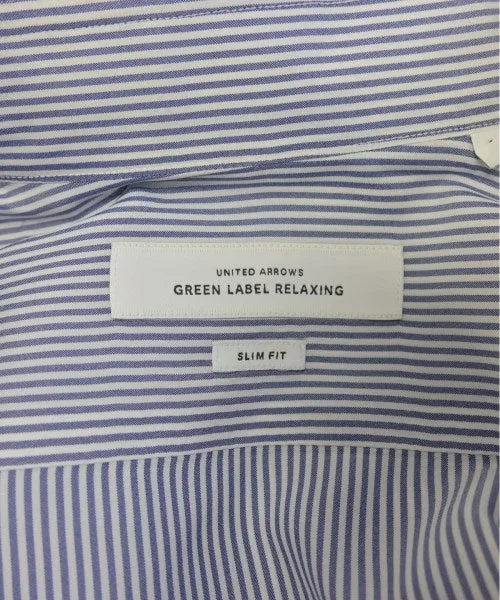 UNITED ARROWS
GREEN LABEL RELAXING
SLIM FIT